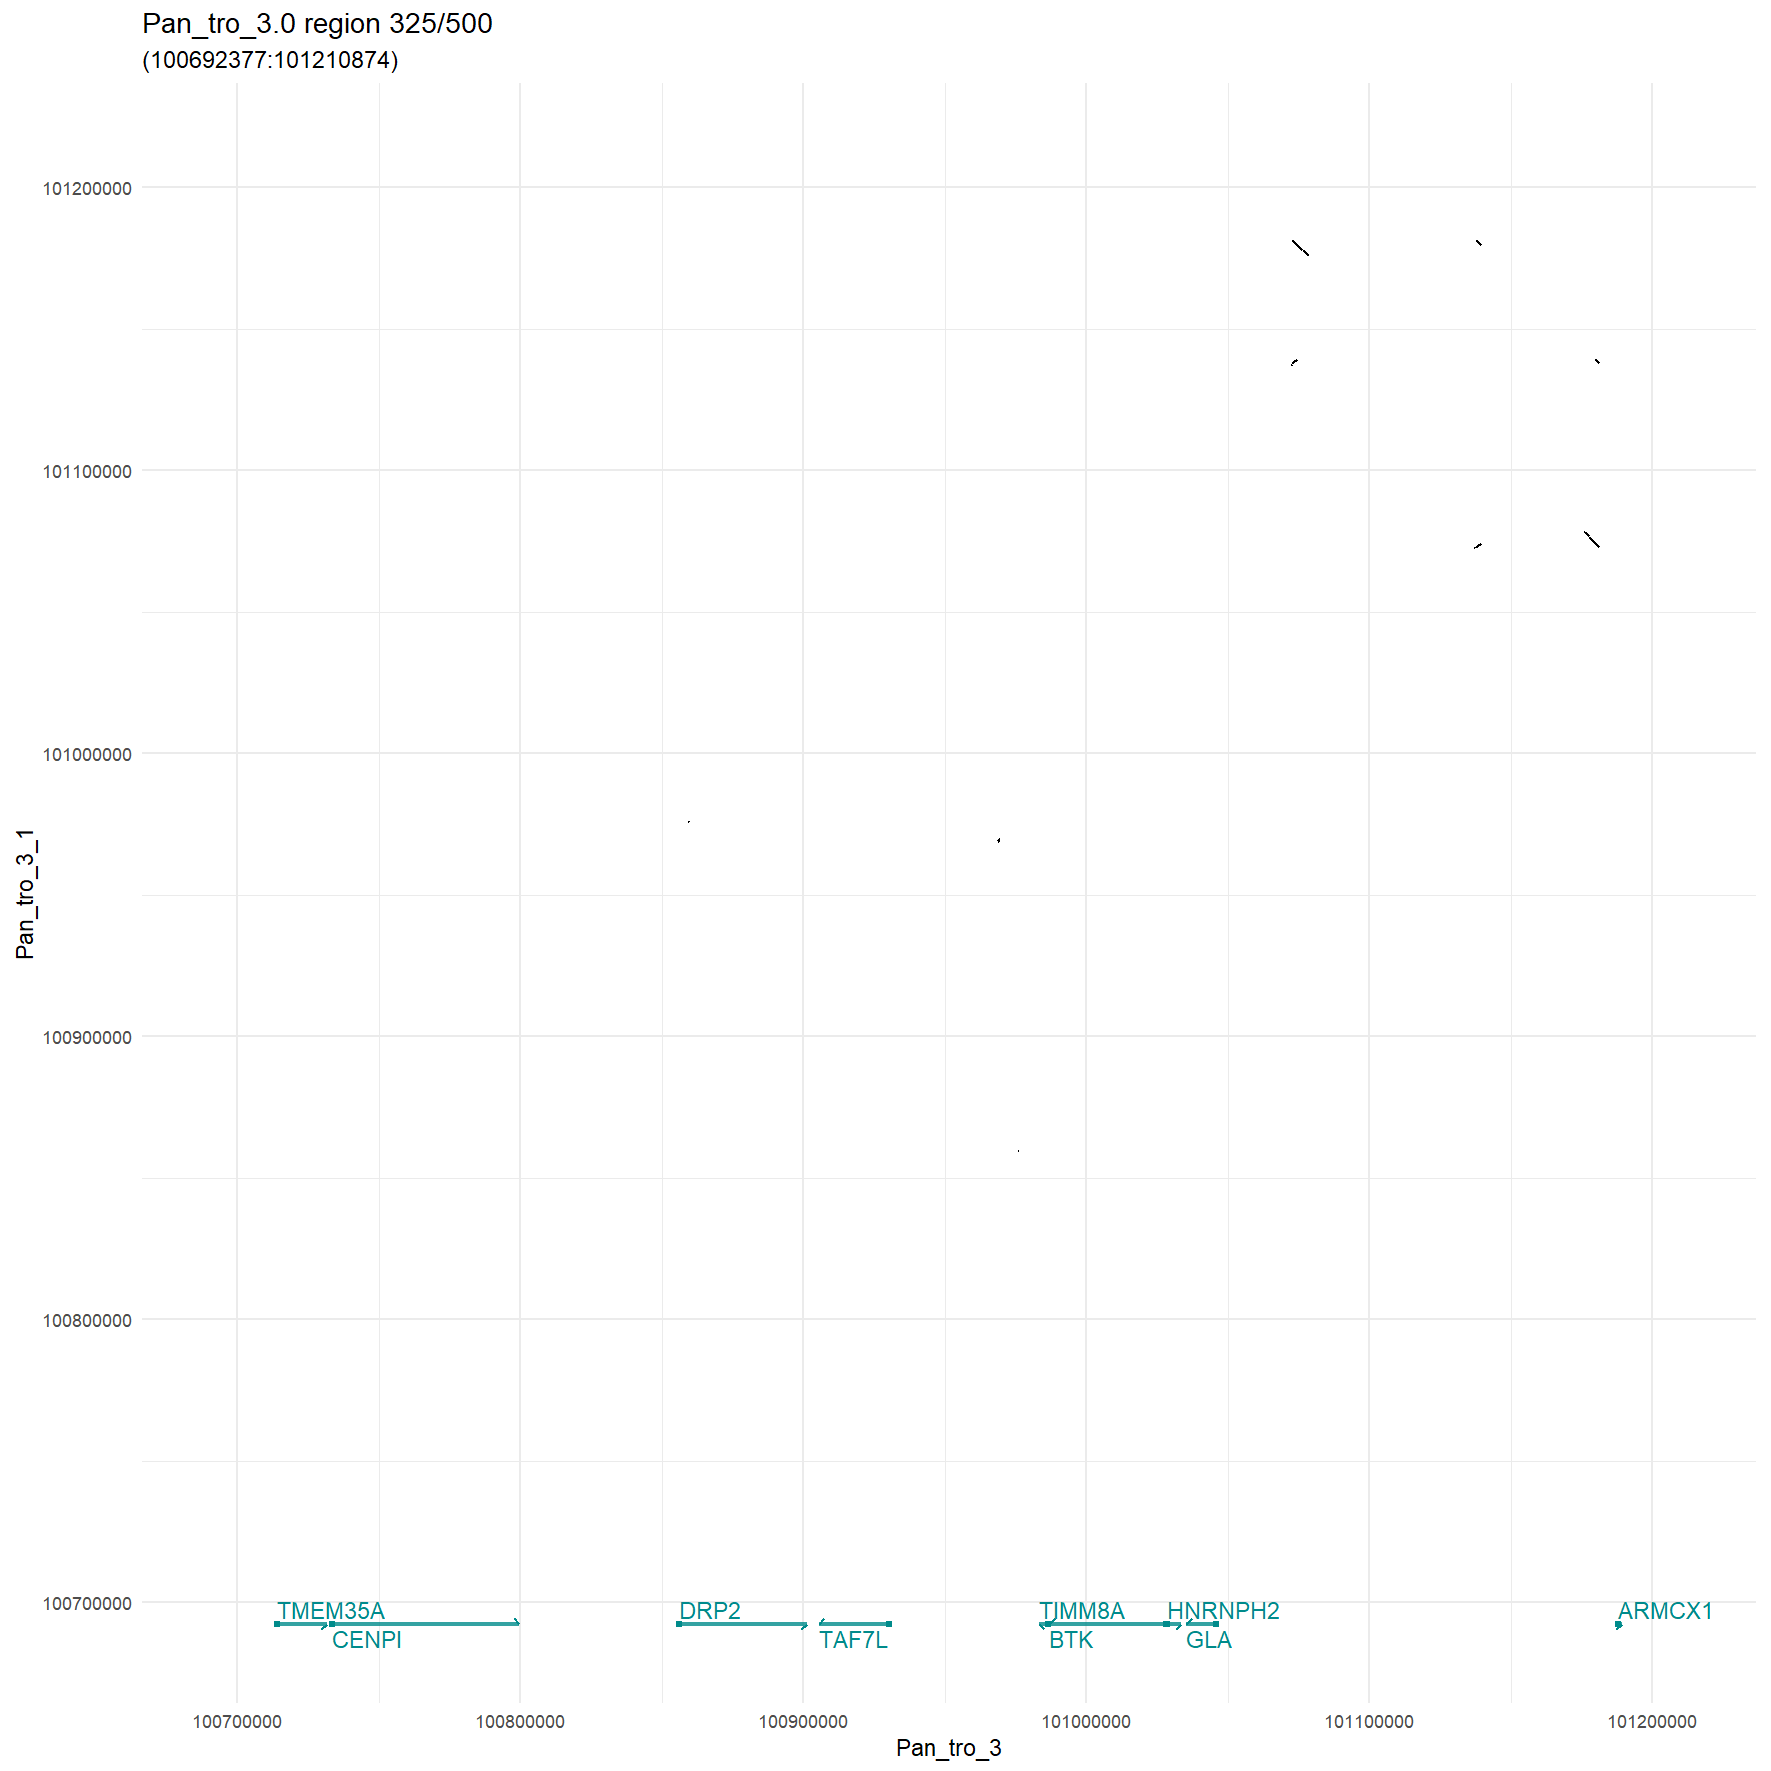 Pan_tro_3.0 region 325/500
(100692377:101210874)
101200000
101100000
101000000
100900000
100800000
100700000
Pan_tro_3_1
TMEM35A DRP2 TIMM8A HNRNPH2 ARMCX1
CENPI TAF7L BTK GLA
100700000 100800000 100900000 101000000 101100000 101200000
Pan_tro_3